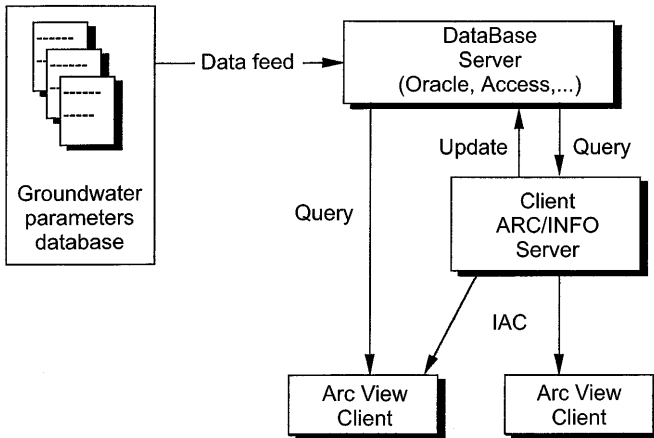 Data feed
DataBase
Server
(Oracle, Access,...)
Groundwater
parameters
database
Update
Query
Query
Client
ARC/INFO
Server
IAC
Arc View
Client
Arc View
Client